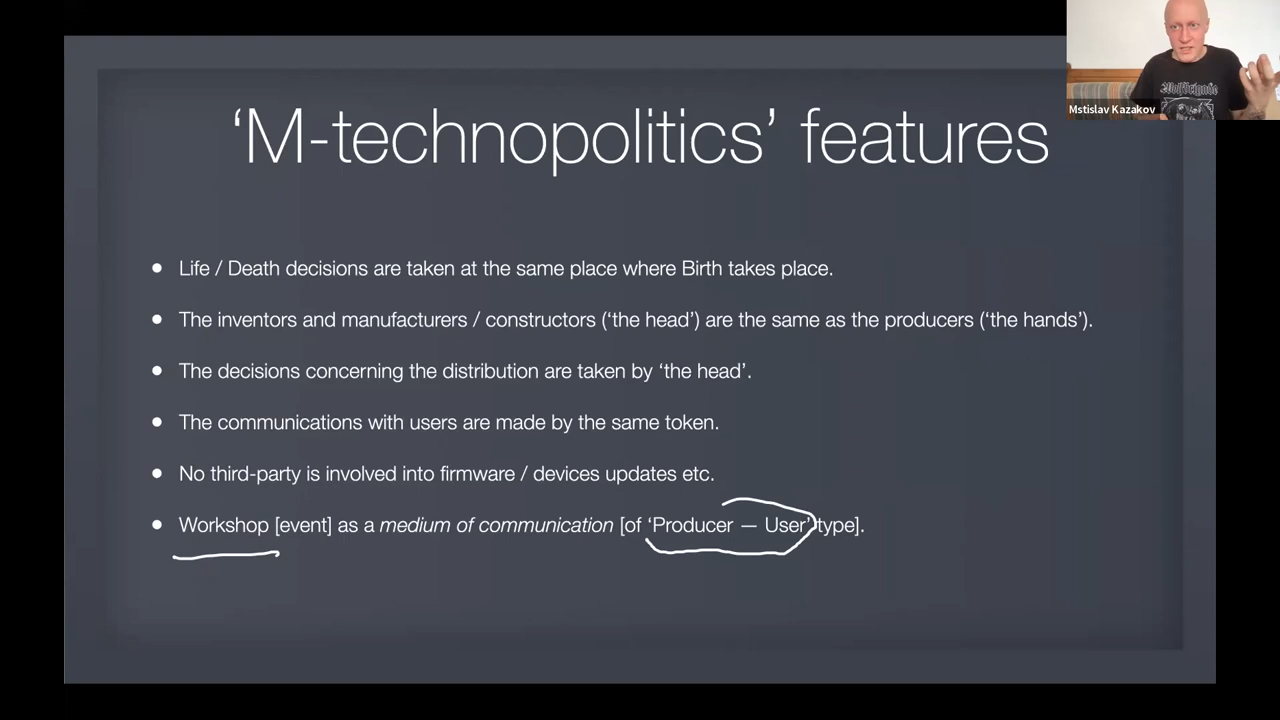 Mstislav Kazakov
'M-technopolitics' features
Life / Death decisions are taken at the same place where Birth takes place.
The inventors and manufacturers / constructors ('the head') are the same as the producers ('the hands').
The decisions concerning the distribution are taken by 'the head'.
The communications with users are made by the same token.
No third-party is involved into firmware / devices updates etc.
Workshop [event] as a medium of communication [of 'Producer — User' type].